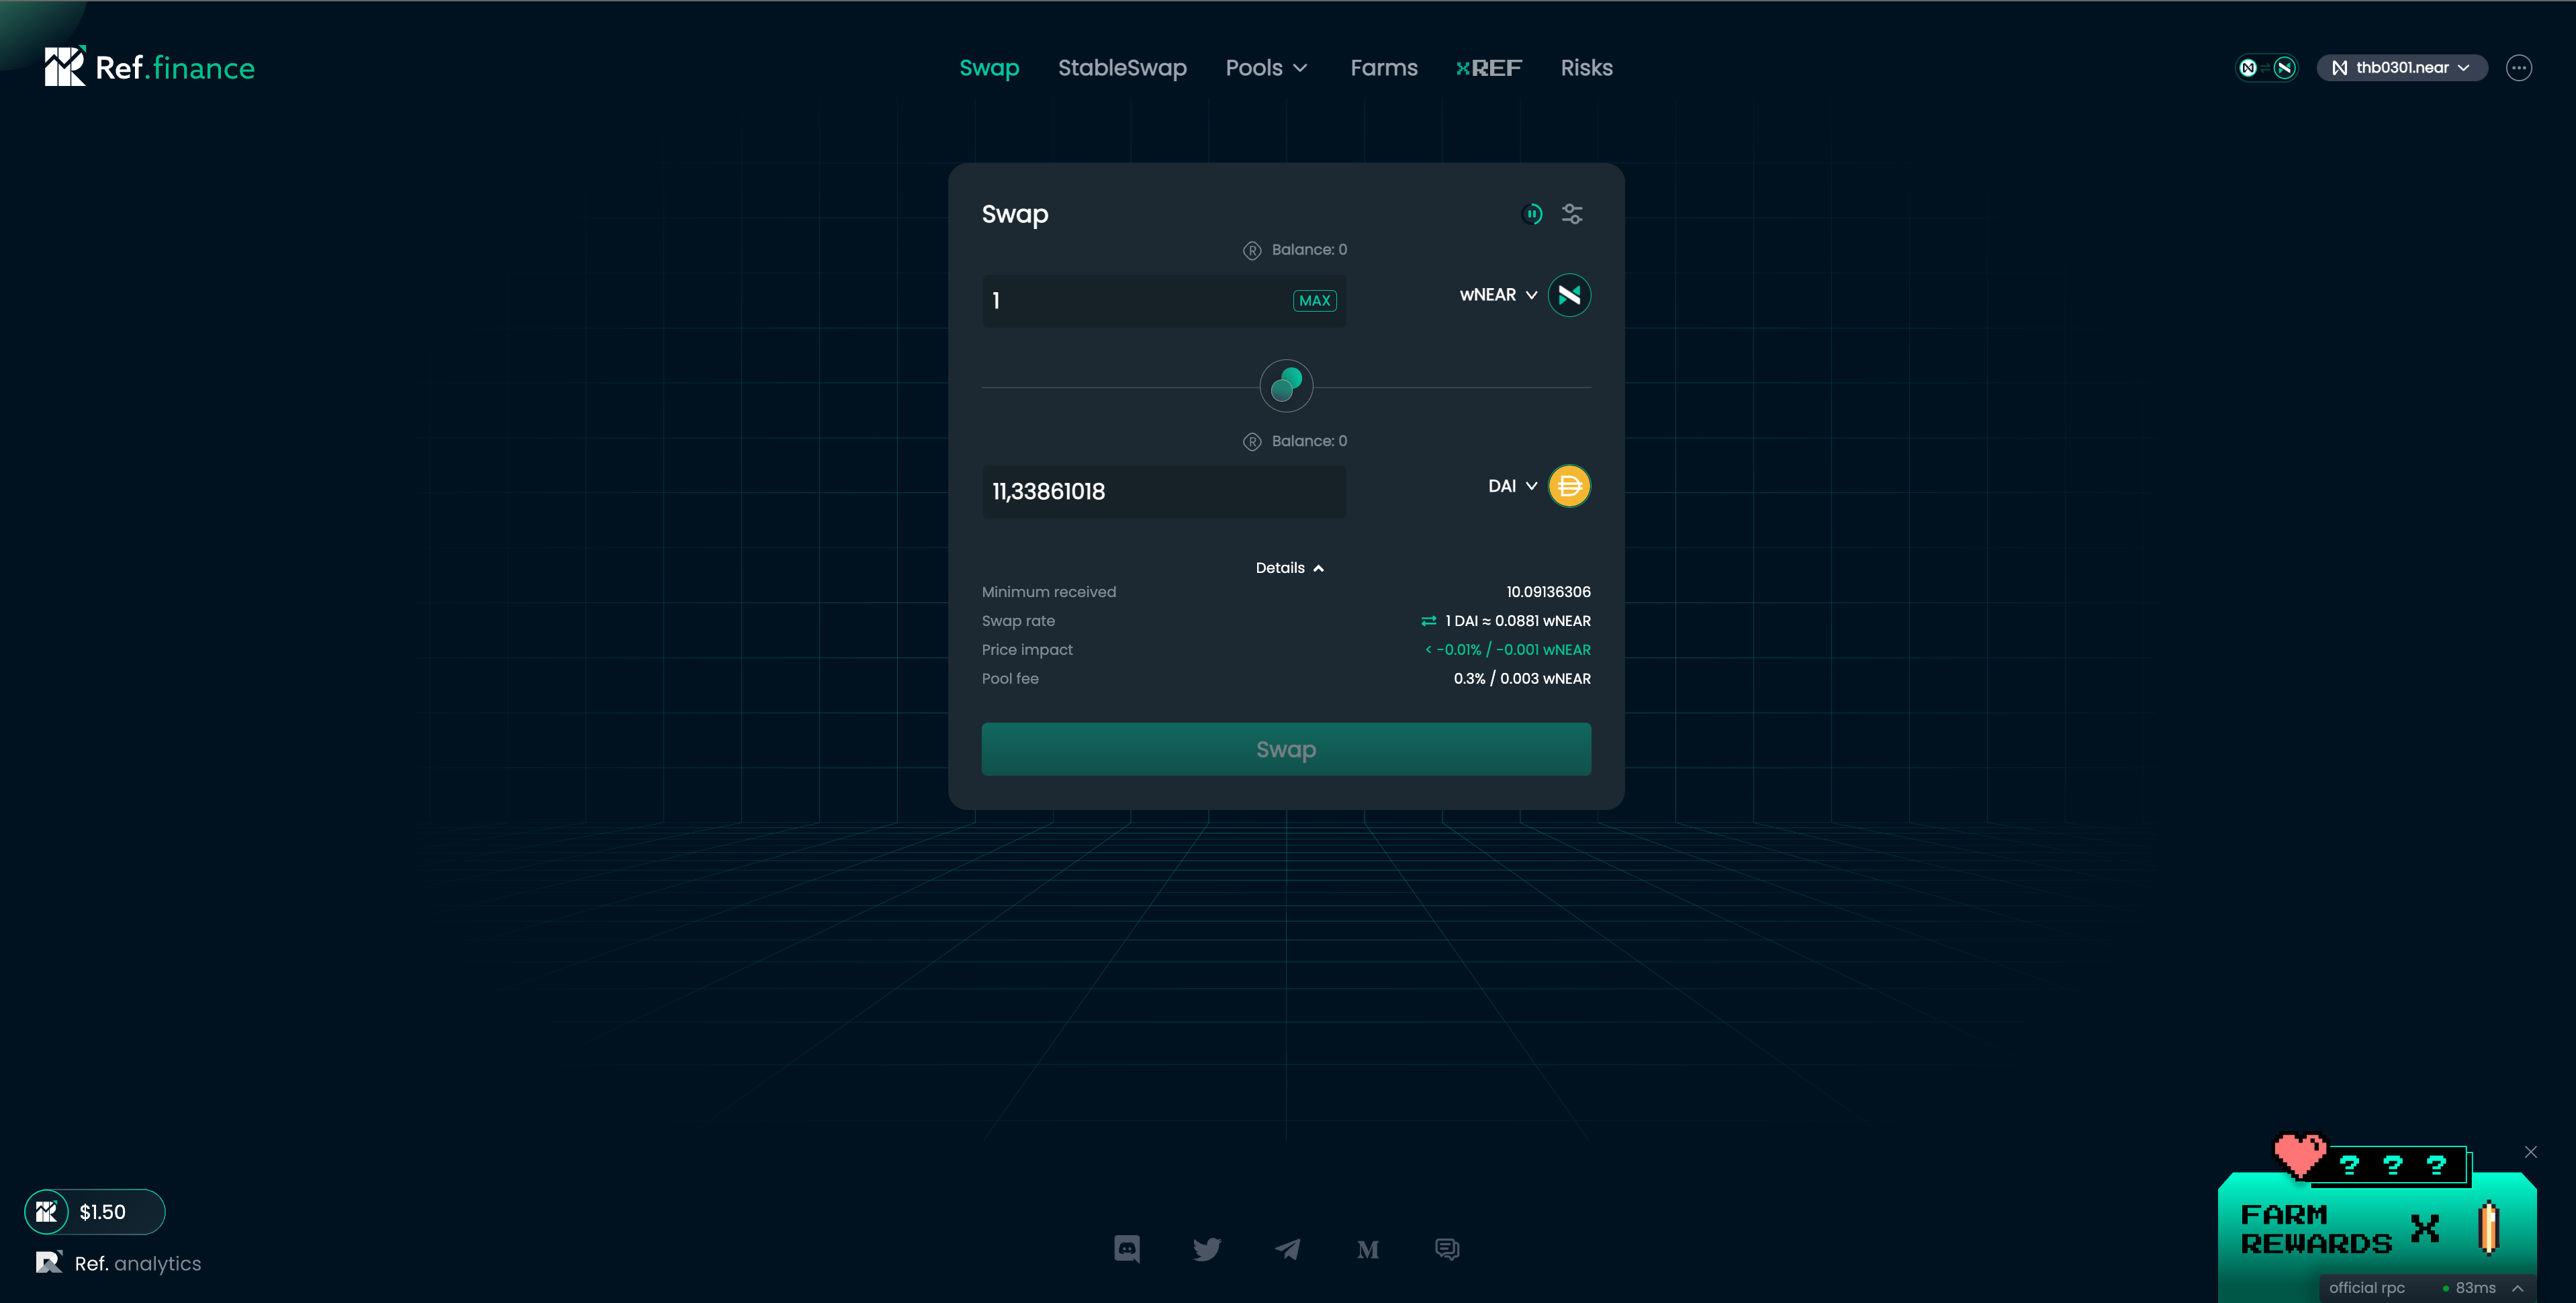 Ref.finance
Swap StableSwap Pools Farms xREF Risks
thb0301.near
Swap
Balance: 0
1 MAX wNEAR
Balance: 0
11,33861018 DAI
Details
Minimum received 10.09136306
Swap rate 1 DAI ≈ 0.0881 wNEAR
Price impact < -0.01% / -0.001 wNEAR
Pool fee 0.3% / 0.003 wNEAR
Swap
$1.50
Ref. analytics
? ? ?
FARM
REWARDS X
official rpc 83ms